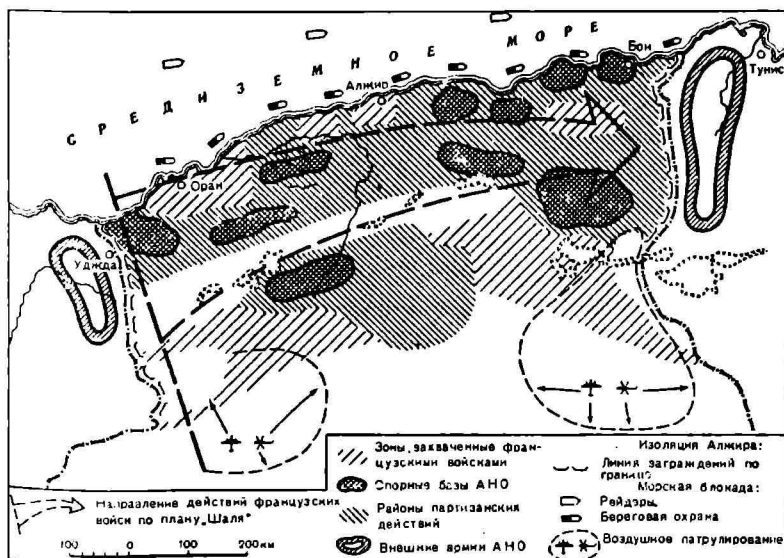 СРЕДИЗЕМНОЕ МОРЕ
Бон
Тунис
Алжир
Оран
Уджда
Направление действий французских
войск по плану „Шаля"
100 0 100 200км
Зоны, захваченные фран-
цузскими войсками
Опорные базы АНО
Районы партизанских
действий
Внешние армии АНО
Изоляция Алжира:
Линия заграждений по
границе
Морская блокада:
Рейдеры
Береговая охрана
Воздушное патрулирование